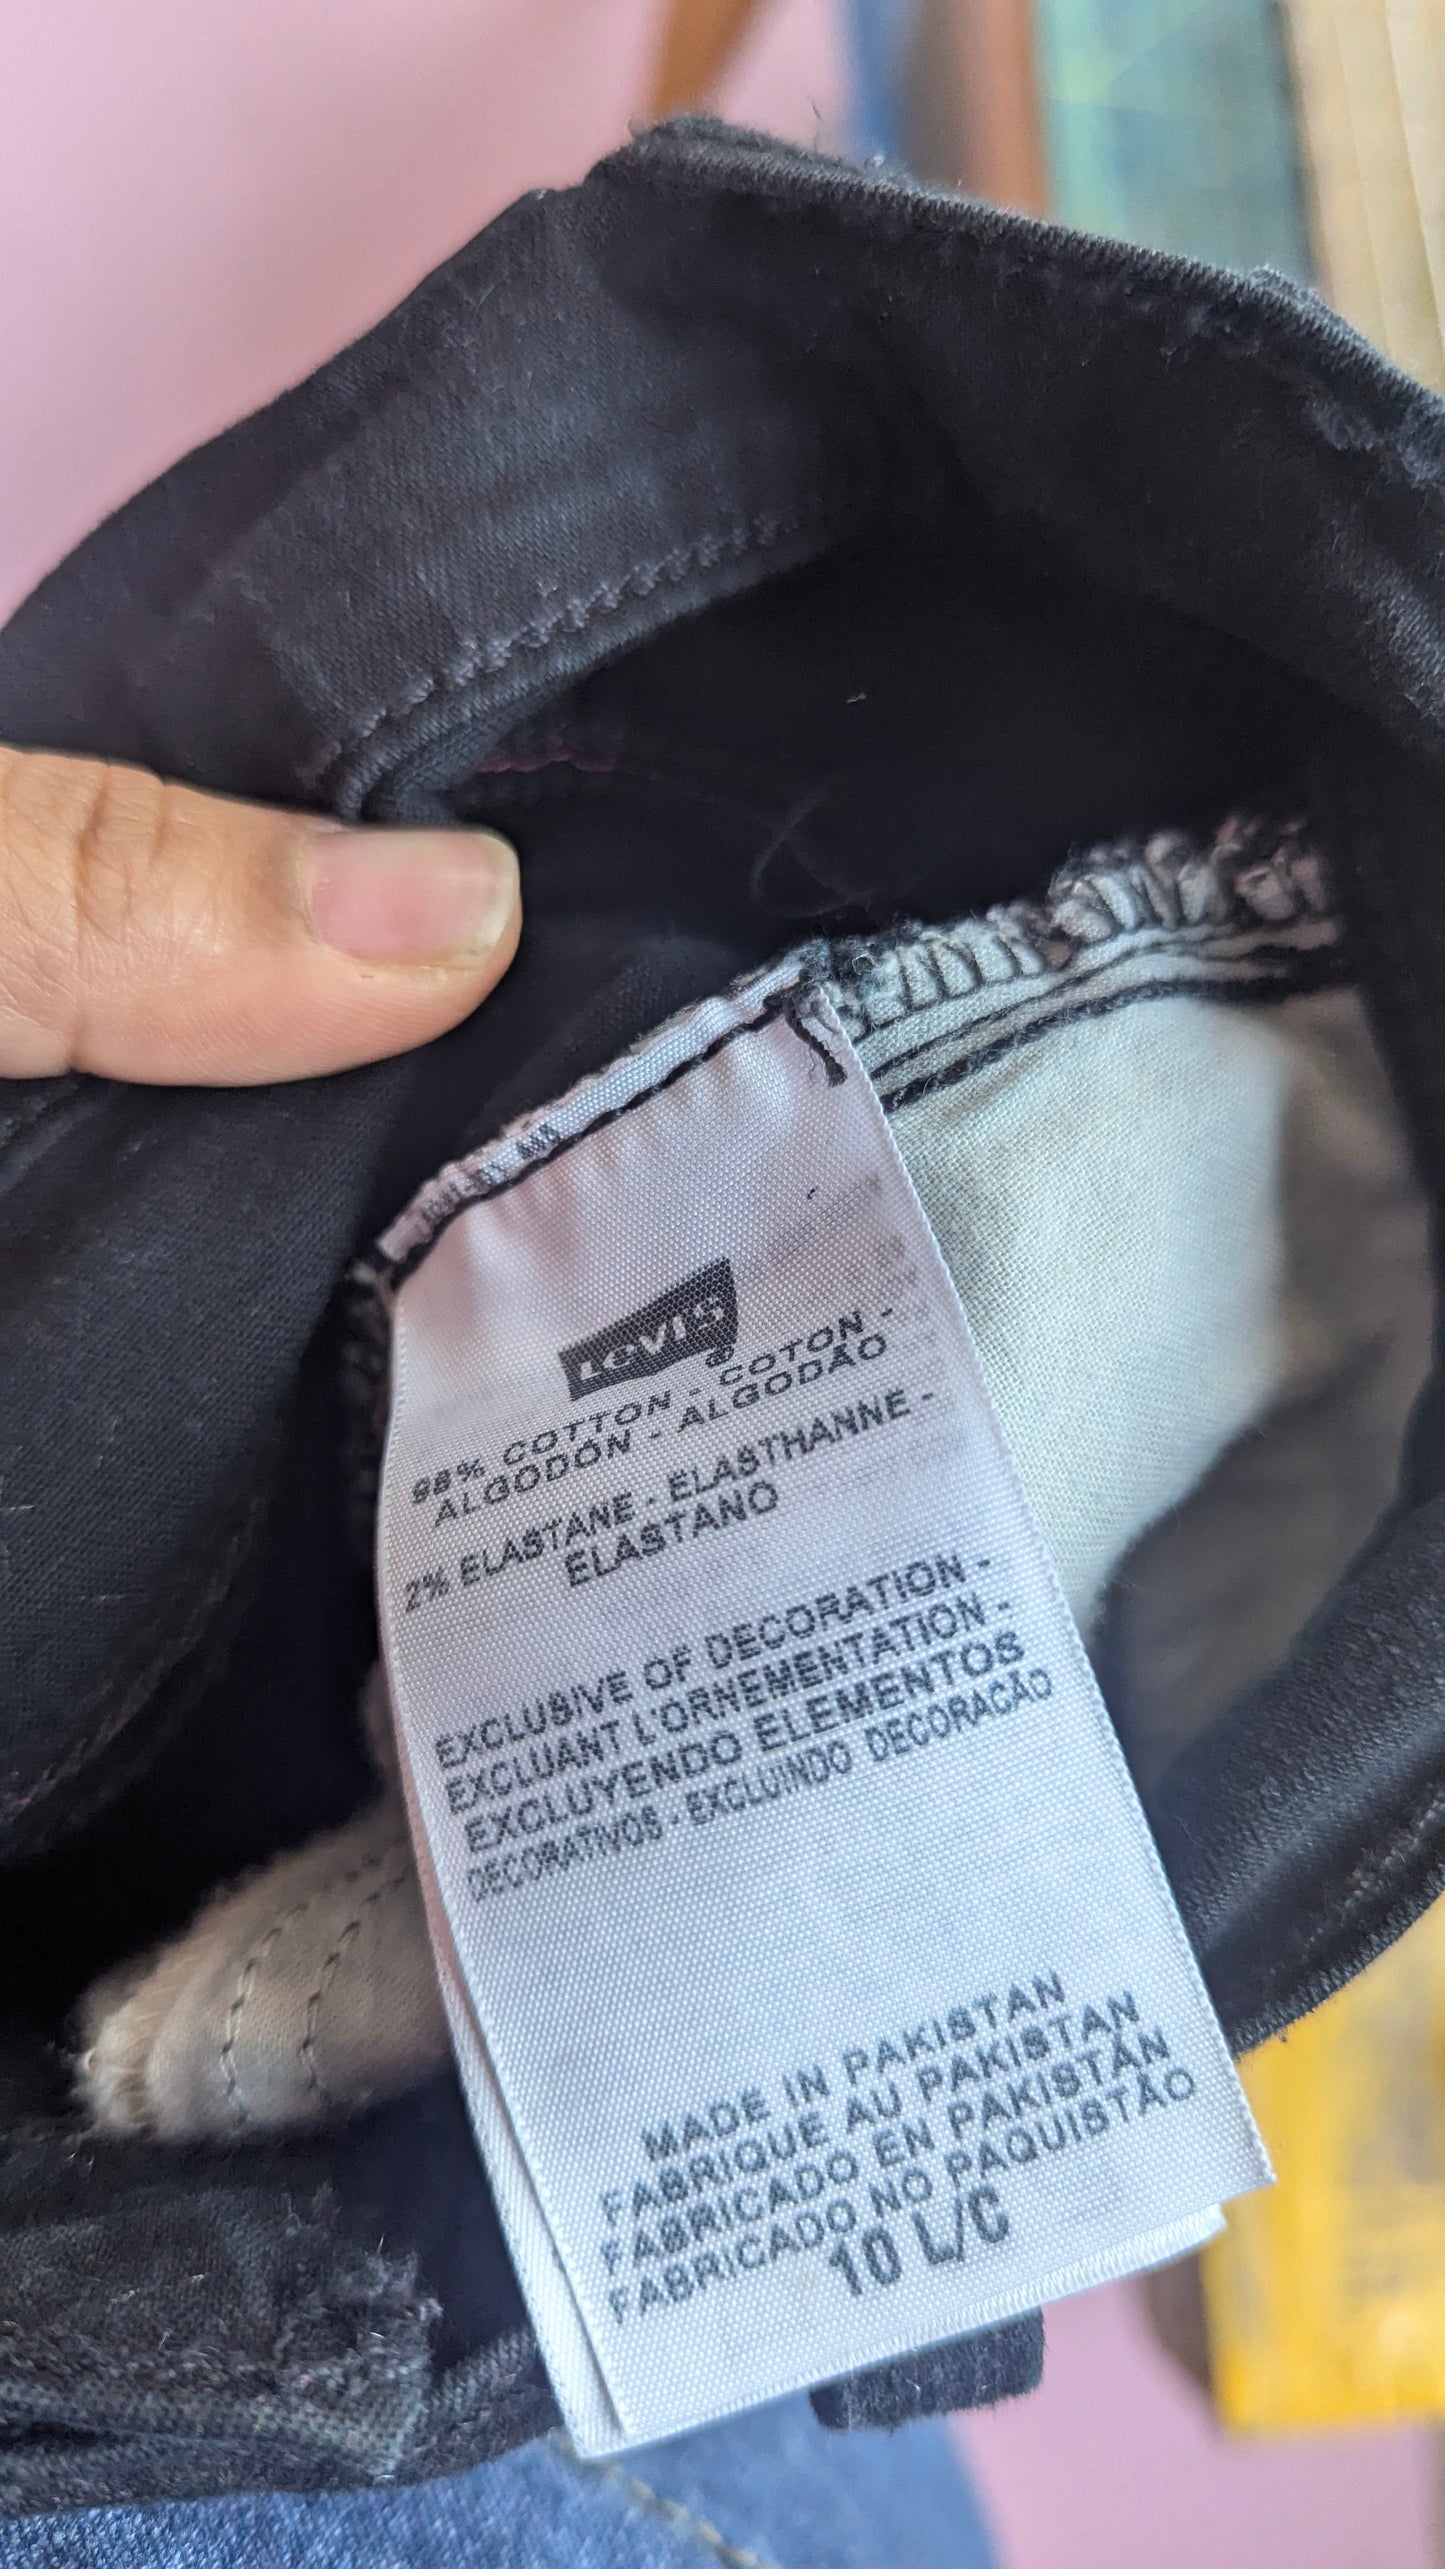 Levi's
98% COTTON - COTON -
ALGODÓN - ALGODÃO
2% ELASTANE - ELASTHANNE -
ELASTANO
EXCLUSIVE OF DECORATION -
EXCLUANT L'ORNEMENTATION -
EXCLUYENDO ELEMENTOS
DECORATIVOS - EXCLUINDO DECORACÃO
MADE IN PAKISTAN
FABRIQUE AU PAKISTAN
FABRICADO EN PAKISTÁN
FABRICADO NO PAQUISTÃO
10 L/C